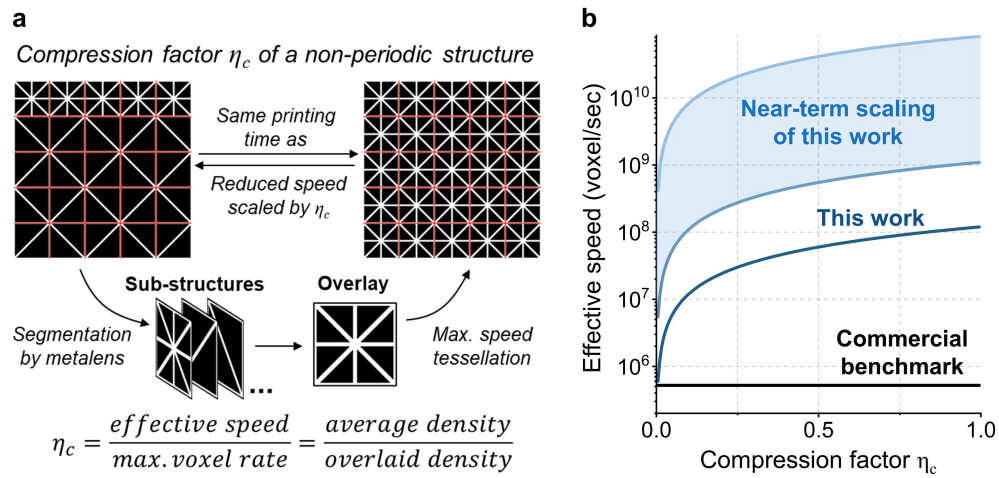 a
Compression factor ηc of a non-periodic structure
Same printing
time as
Reduced speed
scaled by ηc
Segmentation
by metalens
Sub-structures
...
Overlay
Max. speed
tessellation
ηc = effective speed / max. voxel rate = average density / overlaid density
b
Effective speed (voxel/sec)
10^10
10^9
10^8
10^7
10^6
Near-term scaling
of this work
This work
Commercial
benchmark
0.0 0.5 1.0
Compression factor ηc